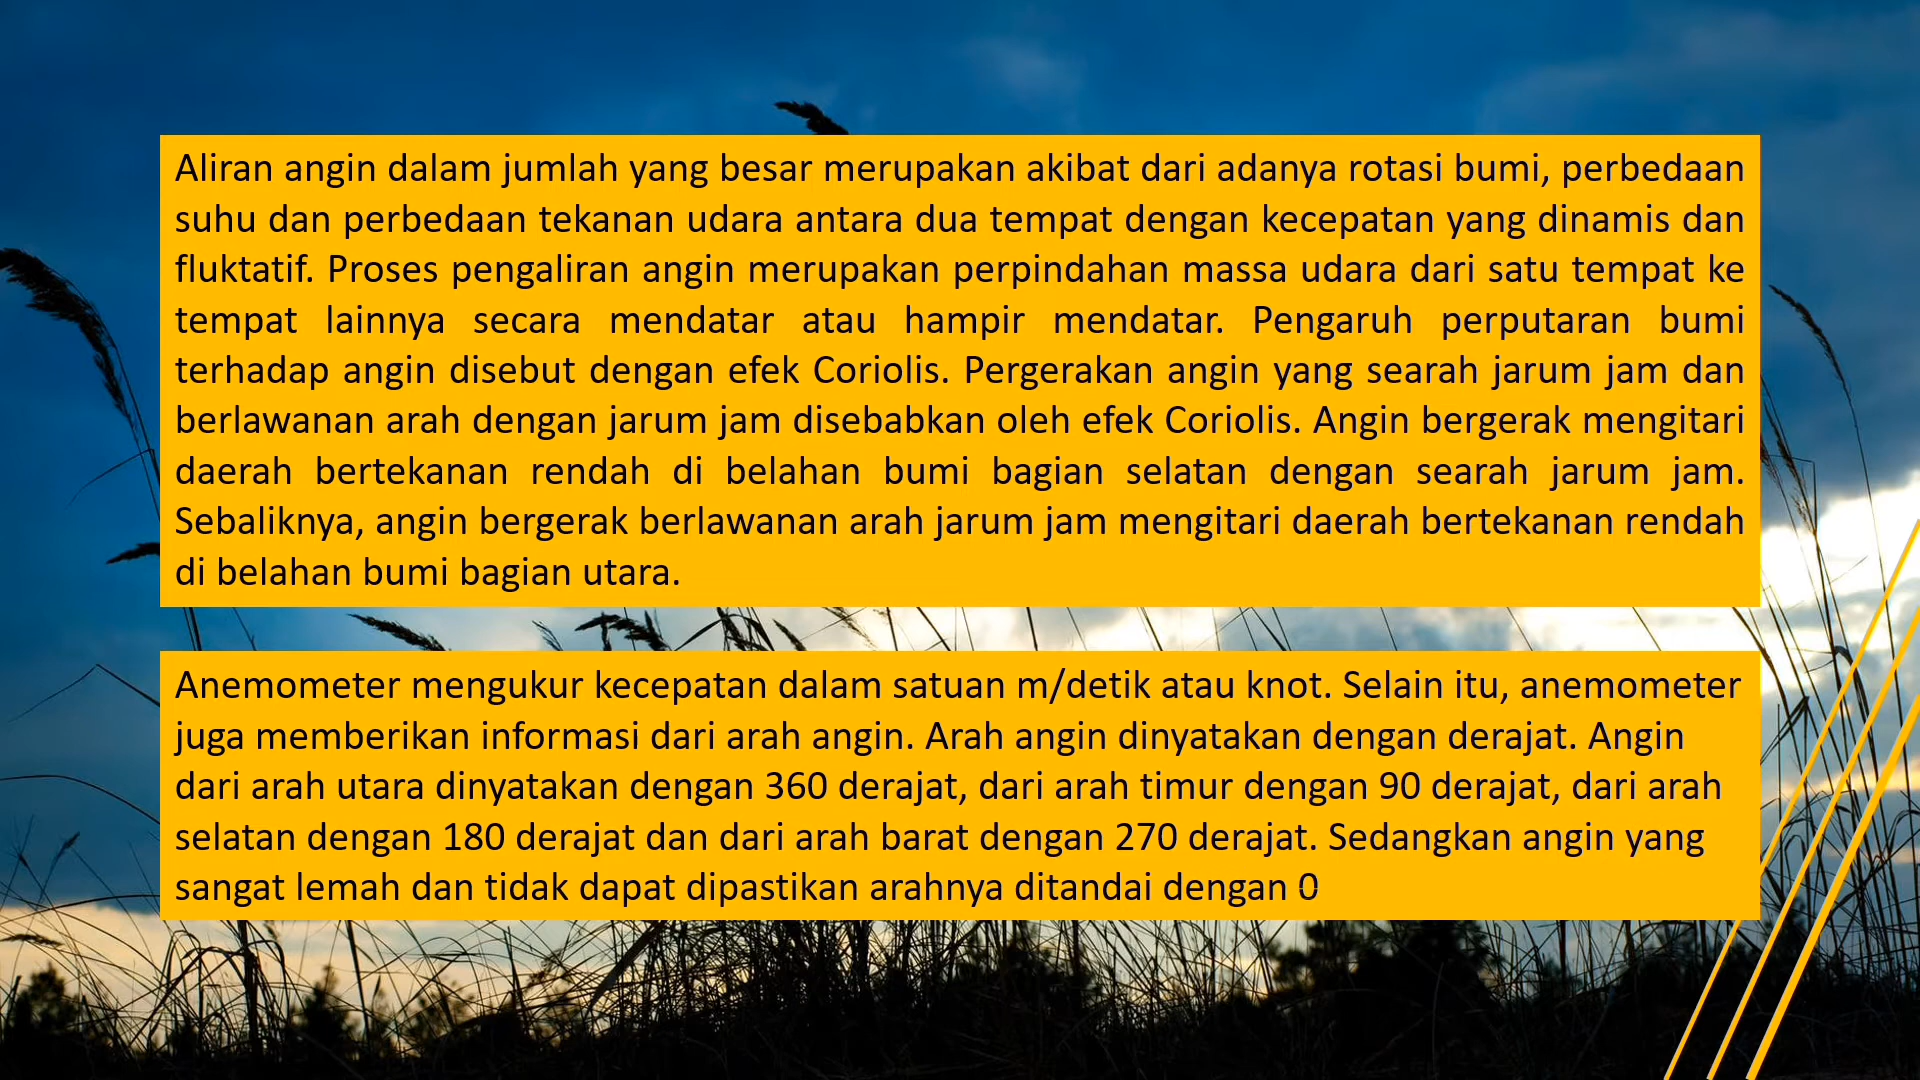 Aliran angin dalam jumlah yang besar merupakan akibat dari adanya rotasi bumi, perbedaan
suhu dan perbedaan tekanan udara antara dua tempat dengan kecepatan yang dinamis dan
fluktatif. Proses pengaliran angin merupakan perpindahan massa udara dari satu tempat ke
tempat lainnya secara mendatar atau hampir mendatar. Pengaruh perputaran bumi
terhadap angin disebut dengan efek Coriolis. Pergerakan angin yang searah jarum jam dan
berlawanan arah dengan jarum jam disebabkan oleh efek Coriolis. Angin bergerak mengitari
daerah bertekanan rendah di belahan bumi bagian selatan dengan searah jarum jam.
Sebaliknya, angin bergerak berlawanan arah jarum jam mengitari daerah bertekanan rendah
di belahan bumi bagian utara.
Anemometer mengukur kecepatan dalam satuan m/detik atau knot. Selain itu, anemometer
juga memberikan informasi dari arah angin. Arah angin dinyatakan dengan derajat. Angin
dari arah utara dinyatakan dengan 360 derajat, dari arah timur dengan 90 derajat, dari arah
selatan dengan 180 derajat dan dari arah barat dengan 270 derajat. Sedangkan angin yang
sangat lemah dan tidak dapat dipastikan arahnya ditandai dengan 0